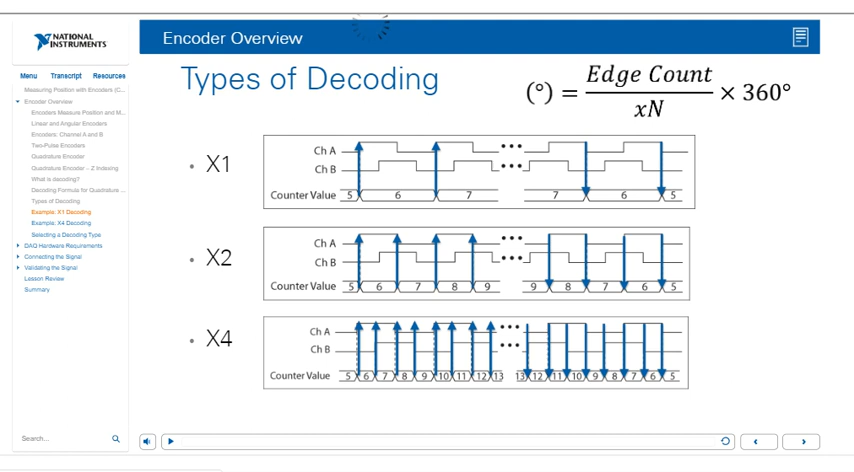 NATIONAL
INSTRUMENTS
Encoder Overview
Menu Transcript Resources
Measuring Position with Encoders (C...
Encoder Overview
Encoders Measure Position and M...
Linear and Angular Encoders
Encoders: Channel A and B
Two-Pulse Encoders
Quadrature Encoder
Quadrature Encoder – Z Indexing
What is decoding?
Decoding Formula for Quadrature ...
Types of Decoding
Example: X1 Decoding
Example: X4 Decoding
Selecting a Decoding Type
DAQ Hardware Requirements
Connecting the Signal
Validating the Signal
Lesson Review
Summary
Search...
Types of Decoding
(°) = Edge Count / xN × 360°
• X1
Ch A
Ch B
Counter Value 5 6 7 7 6 5
• X2
Ch A
Ch B
Counter Value 5 6 7 8 9 9 8 7 6 5
• X4
Ch A
Ch B
Counter Value 5 6 7 8 9 10 11 12 13 13 12 11 10 9 8 7 6 5